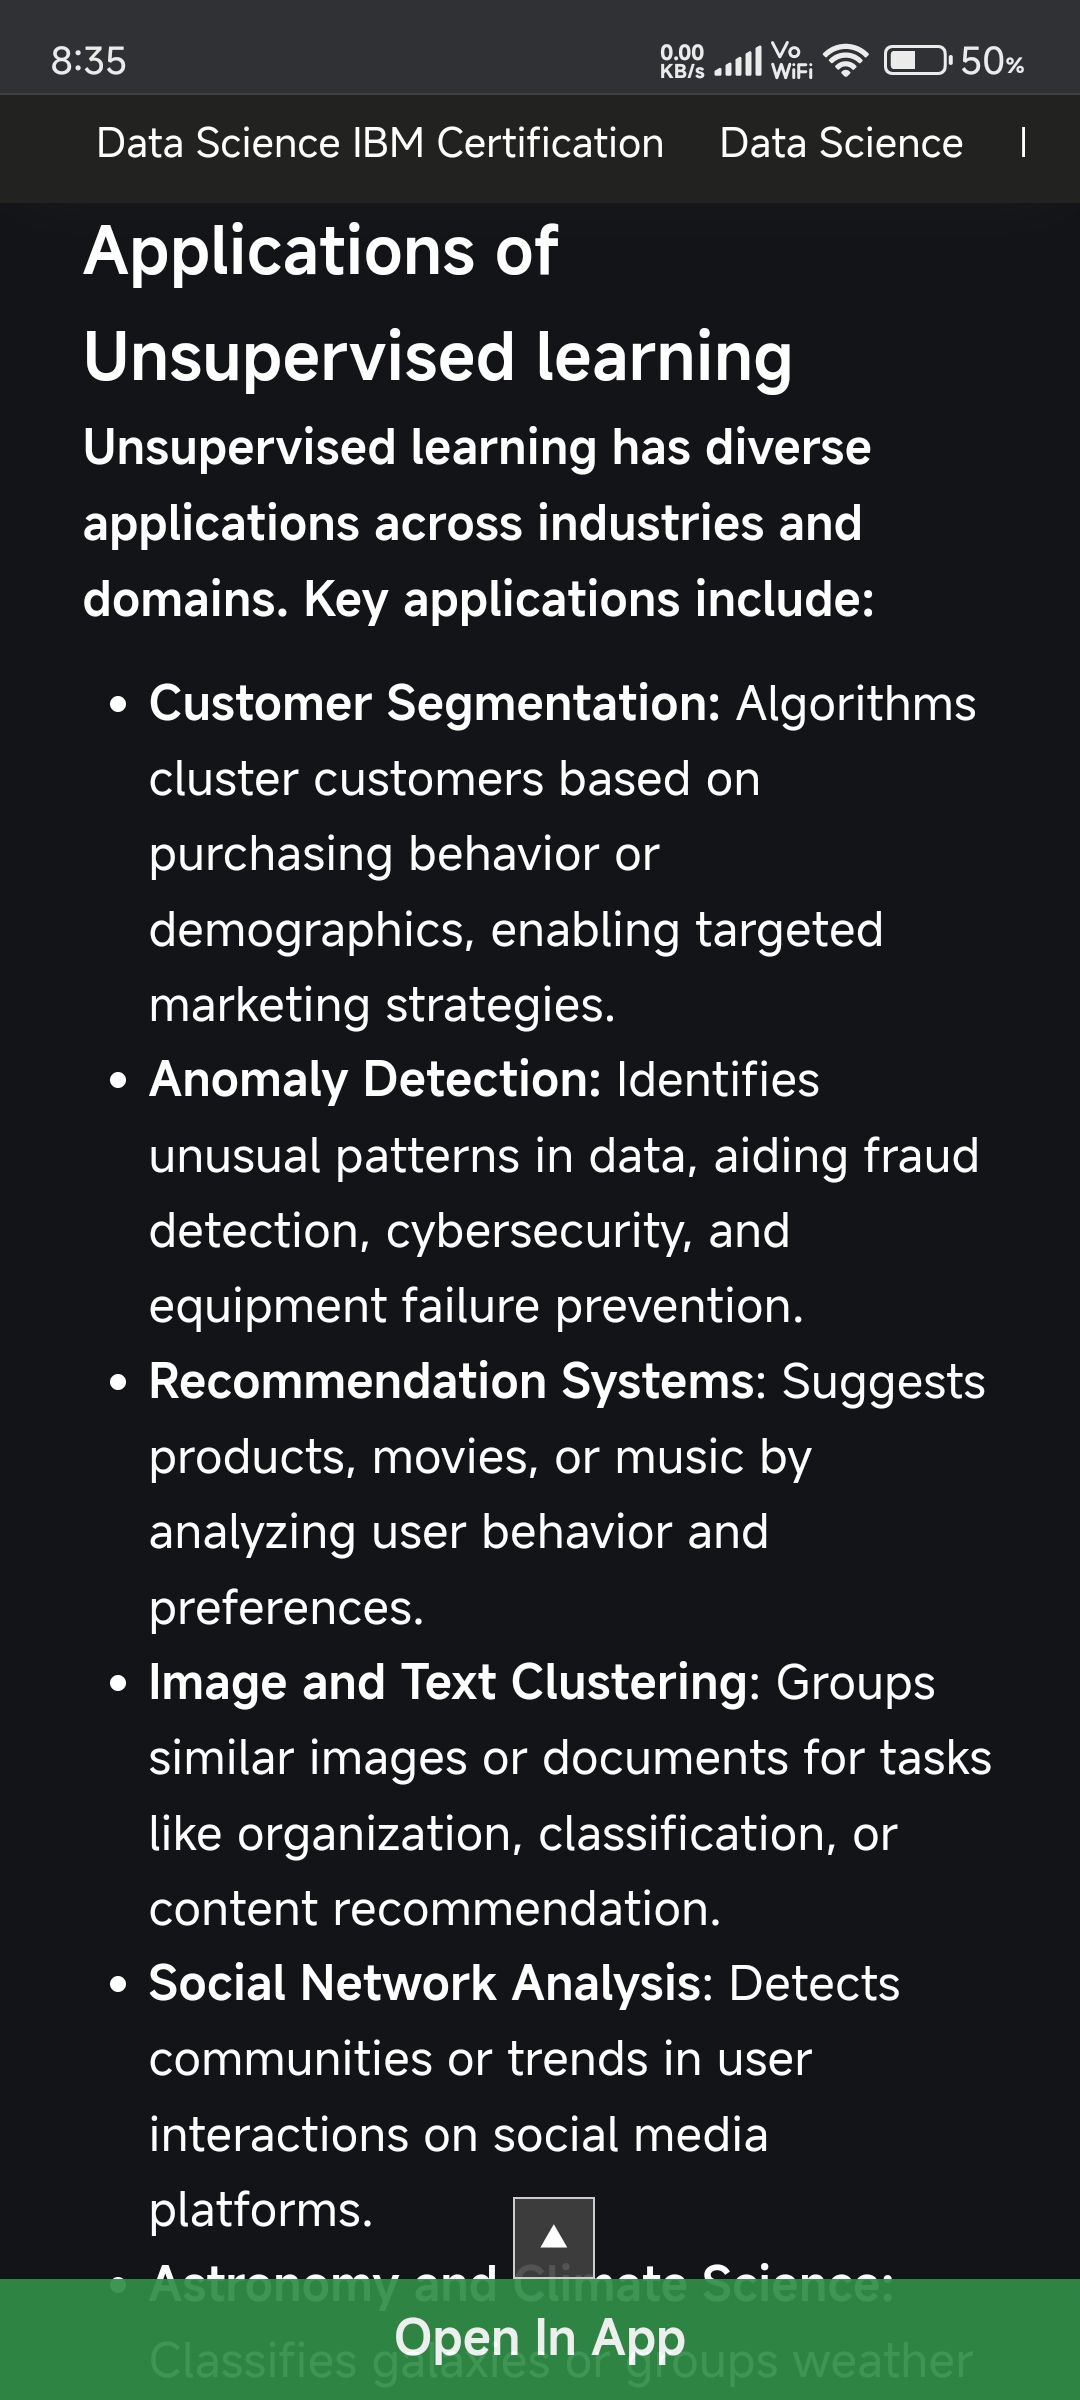 8:35
0.00
KB/s
Vo
WiFi
50%
Data Science IBM Certification Data Science
Applications of
Unsupervised learning
Unsupervised learning has diverse
applications across industries and
domains. Key applications include:
• Customer Segmentation: Algorithms
cluster customers based on
purchasing behavior or
demographics, enabling targeted
marketing strategies.
• Anomaly Detection: Identifies
unusual patterns in data, aiding fraud
detection, cybersecurity, and
equipment failure prevention.
• Recommendation Systems: Suggests
products, movies, or music by
analyzing user behavior and
preferences.
• Image and Text Clustering: Groups
similar images or documents for tasks
like organization, classification, or
content recommendation.
• Social Network Analysis: Detects
communities or trends in user
interactions on social media
platforms.
• Astronomy and Climate Science:
Classifies galaxies or groups weather
Open In App